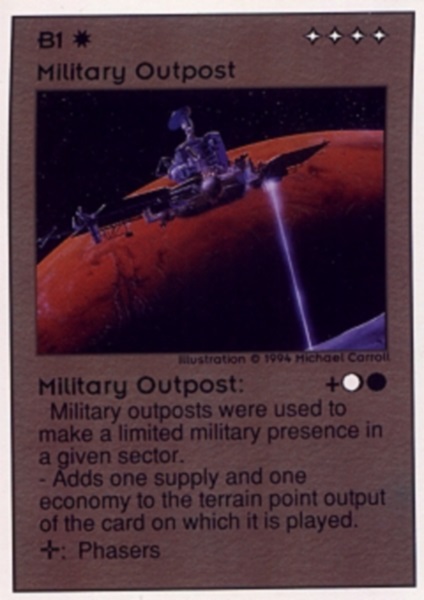 B1
Military Outpost
Illustration © 1994 Michael Carroll
Military Outpost: +
Military outposts were used to
make a limited military presence in
a given sector.
- Adds one supply and one
economy to the terrain point output
of the card on which it is played.
: Phasers